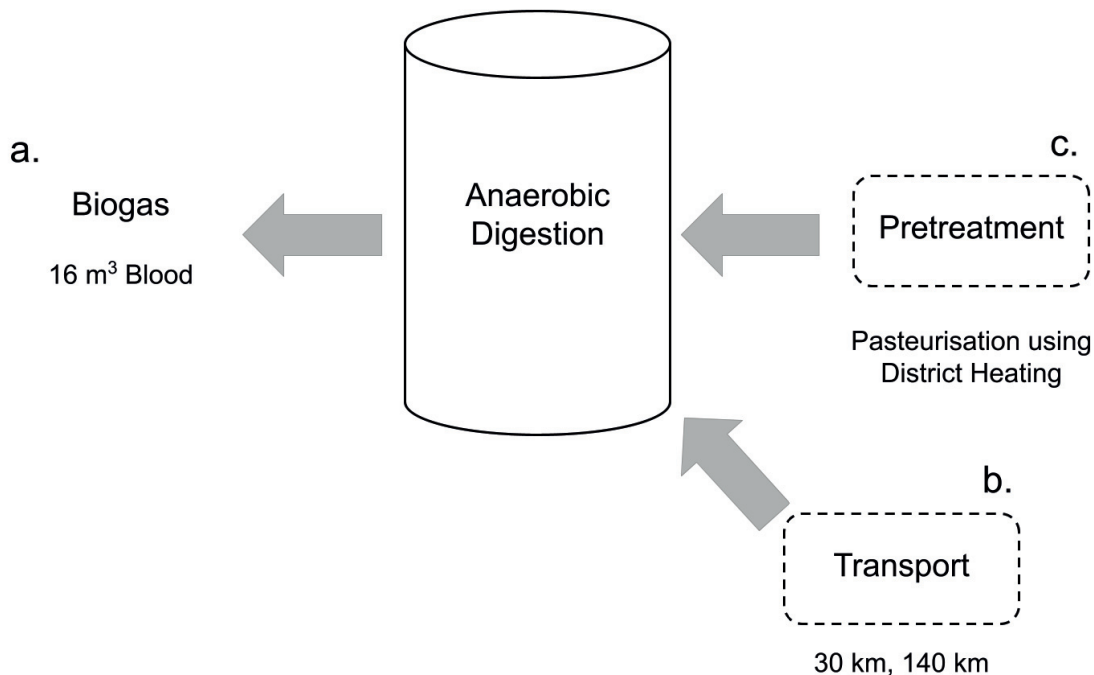 a.
Biogas
16 m³ Blood
Anaerobic
Digestion
c.
Pretreatment
Pasteurisation using
District Heating
b.
Transport
30 km, 140 km